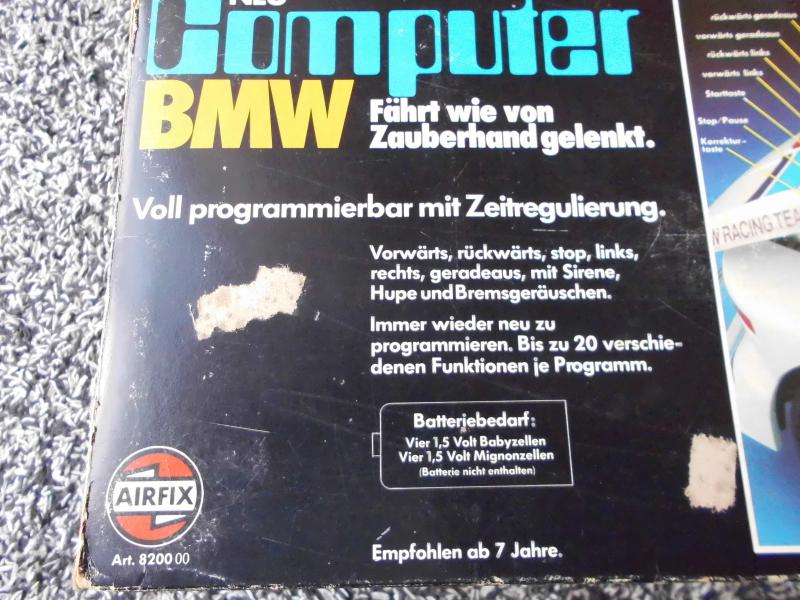 NEU
Computer
BMW
Fährt wie von
Zauberhand gelenkt.
Voll programmierbar mit Zeitregulierung.
Vorwärts, rückwärts, stop, links,
rechts, geradeaus, mit Sirene,
Hupe und Bremsgeräuschen.
Immer wieder neu zu
programmieren. Bis zu 20 verschie-
denen Funktionen je Programm.
Batteriebedarf:
Vier 1,5 Volt Babyzellen
Vier 1,5 Volt Mignonzellen
(Batterie nicht enthalten)
AIRFIX
Art. 8200 00
Empfohlen ab 7 Jahre.
rückwärts geradeaus
vorwärts geradeaus
rückwärts links
vorwärts links
Starttaste
Stop/Pause
Korrektur-
taste
W RACING TEA